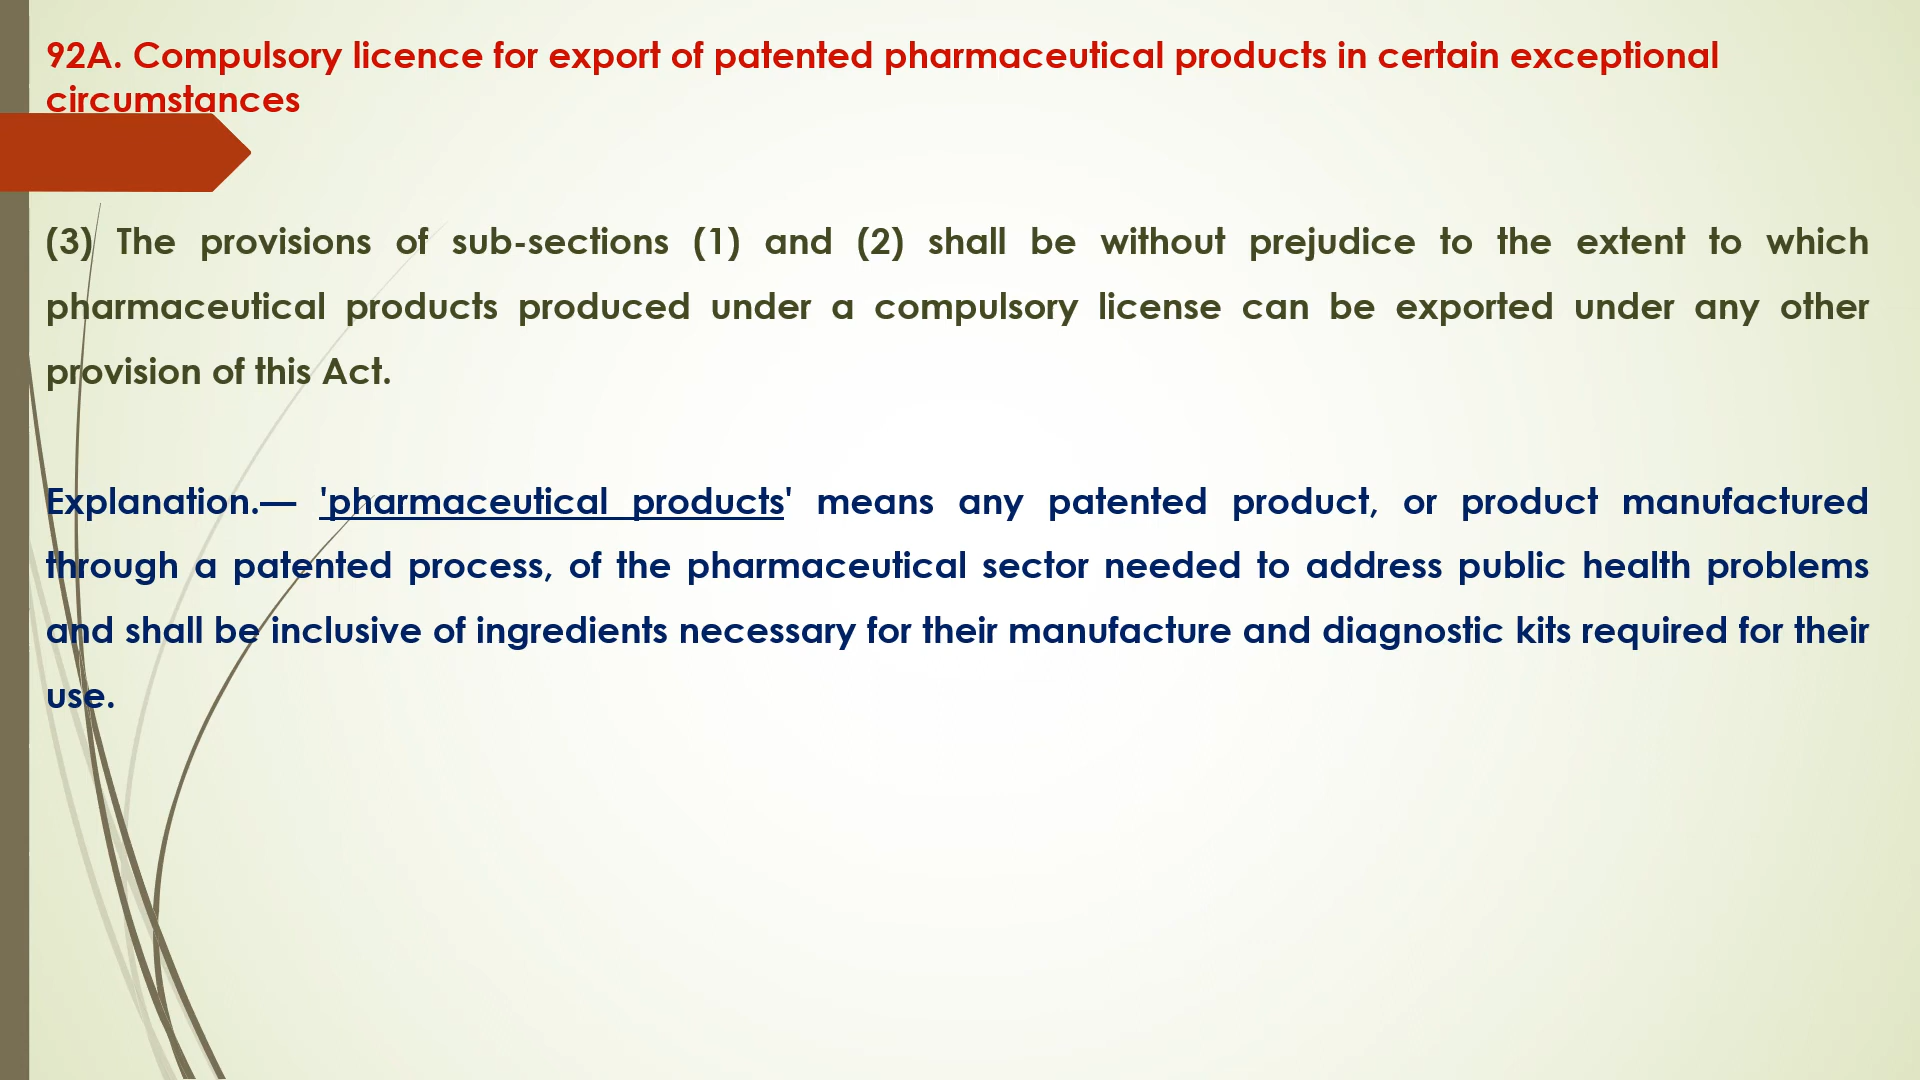 92A. Compulsory licence for export of patented pharmaceutical products in certain exceptional
circumstances
(3) The provisions of sub-sections (1) and (2) shall be without prejudice to the extent to which
pharmaceutical products produced under a compulsory license can be exported under any other
provision of this Act.
Explanation.— 'pharmaceutical products' means any patented product, or product manufactured
through a patented process, of the pharmaceutical sector needed to address public health problems
and shall be inclusive of ingredients necessary for their manufacture and diagnostic kits required for their
use.